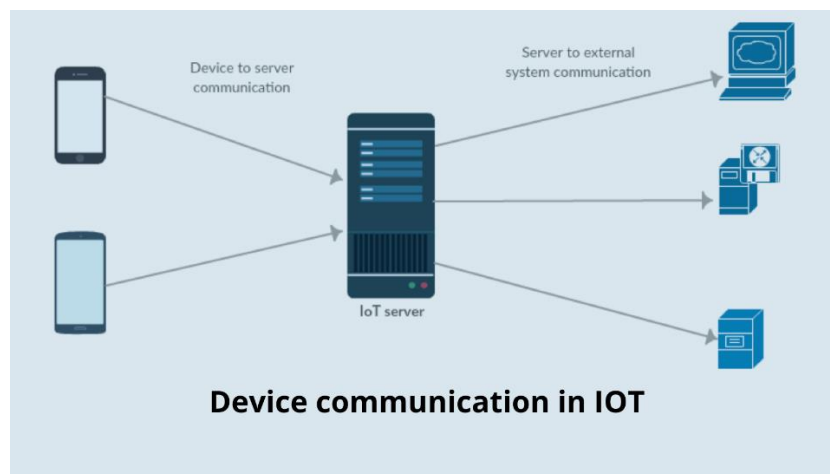 Device to server
communication
Server to external
system communication
IoT server
Device communication in IOT